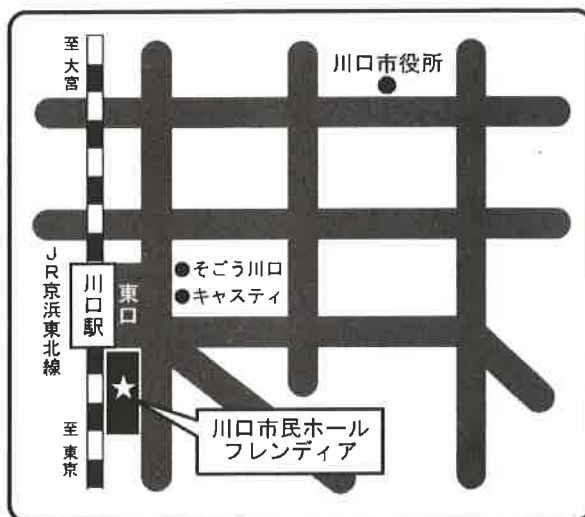 至大宮
川口市役所
JR京浜東北線
川口駅
東口
●そごう川口
●キャスティ
至東京
川口市民ホール
フレンディア